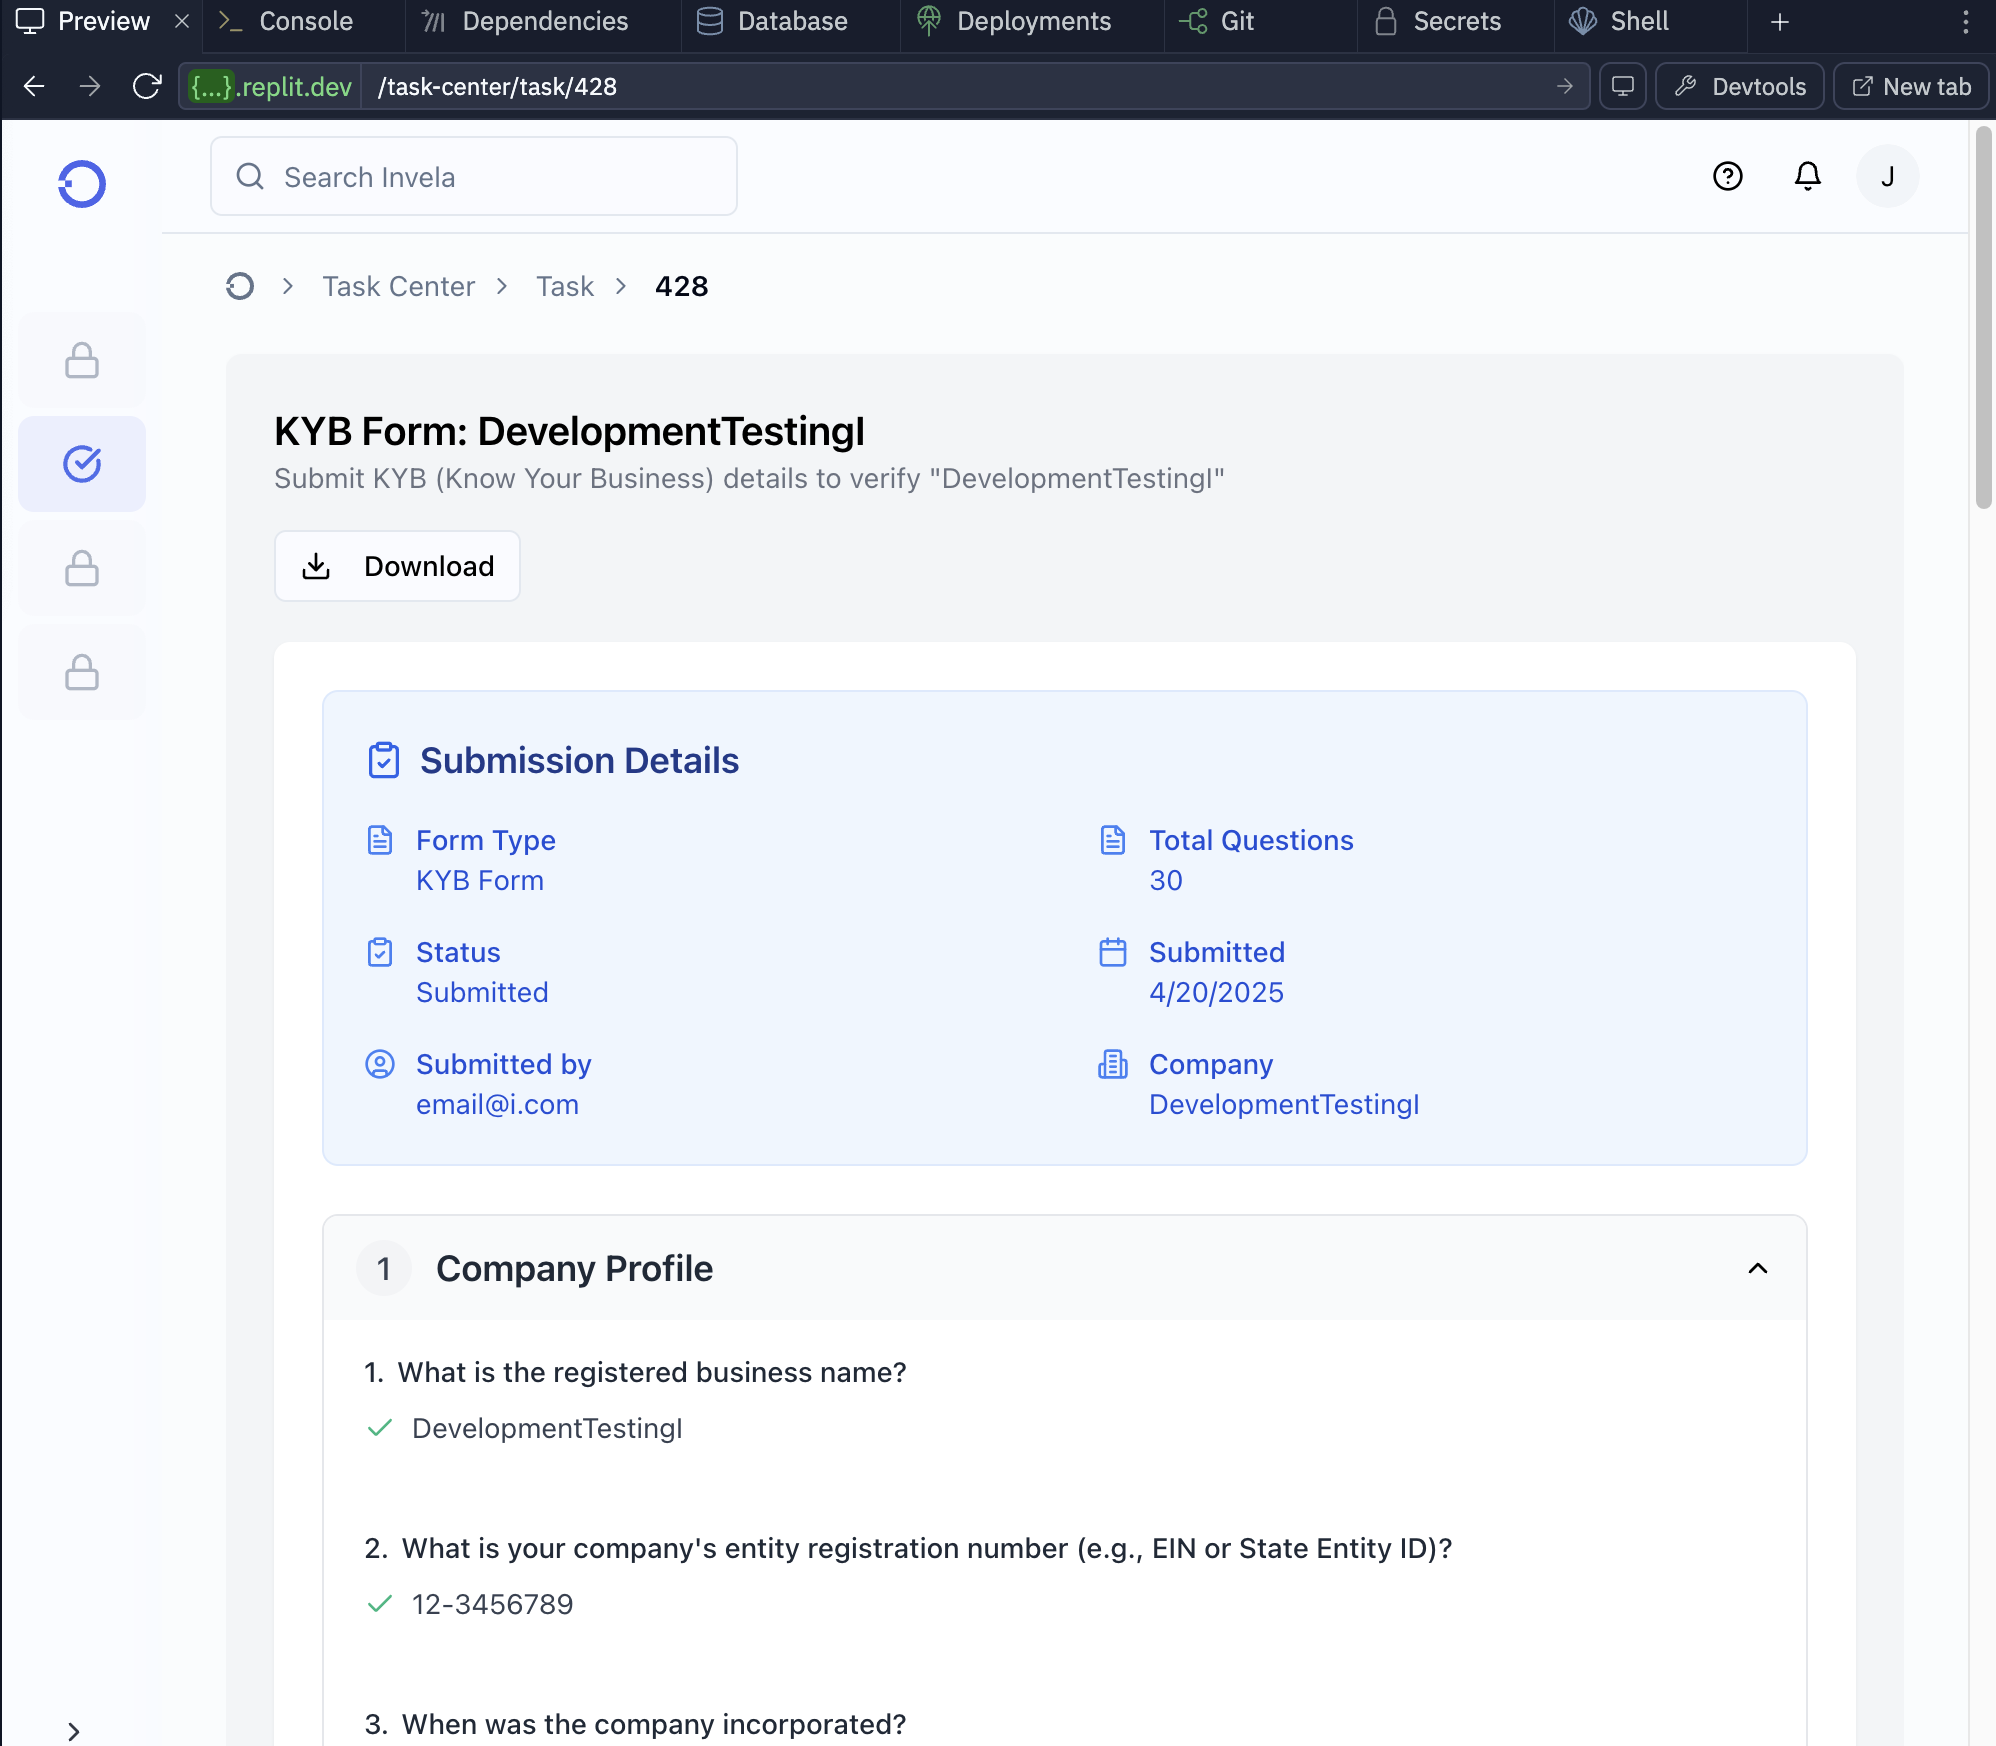 Preview
Console
Dependencies
Database
Deployments
Git
Secrets
Shell
{...}.replit.dev
/task-center/task/428
Devtools
New tab
Search Invela
J
Task Center
Task
428
KYB Form: DevelopmentTestingI
Submit KYB (Know Your Business) details to verify "DevelopmentTestingI"
Download
Submission Details
Form Type
KYB Form
Total Questions
30
Status
Submitted
Submitted
4/20/2025
Submitted by
email@i.com
Company
DevelopmentTestingI
1
Company Profile
1. What is the registered business name?
DevelopmentTestingI
2. What is your company's entity registration number (e.g., EIN or State Entity ID)?
12-3456789
3. When was the company incorporated?